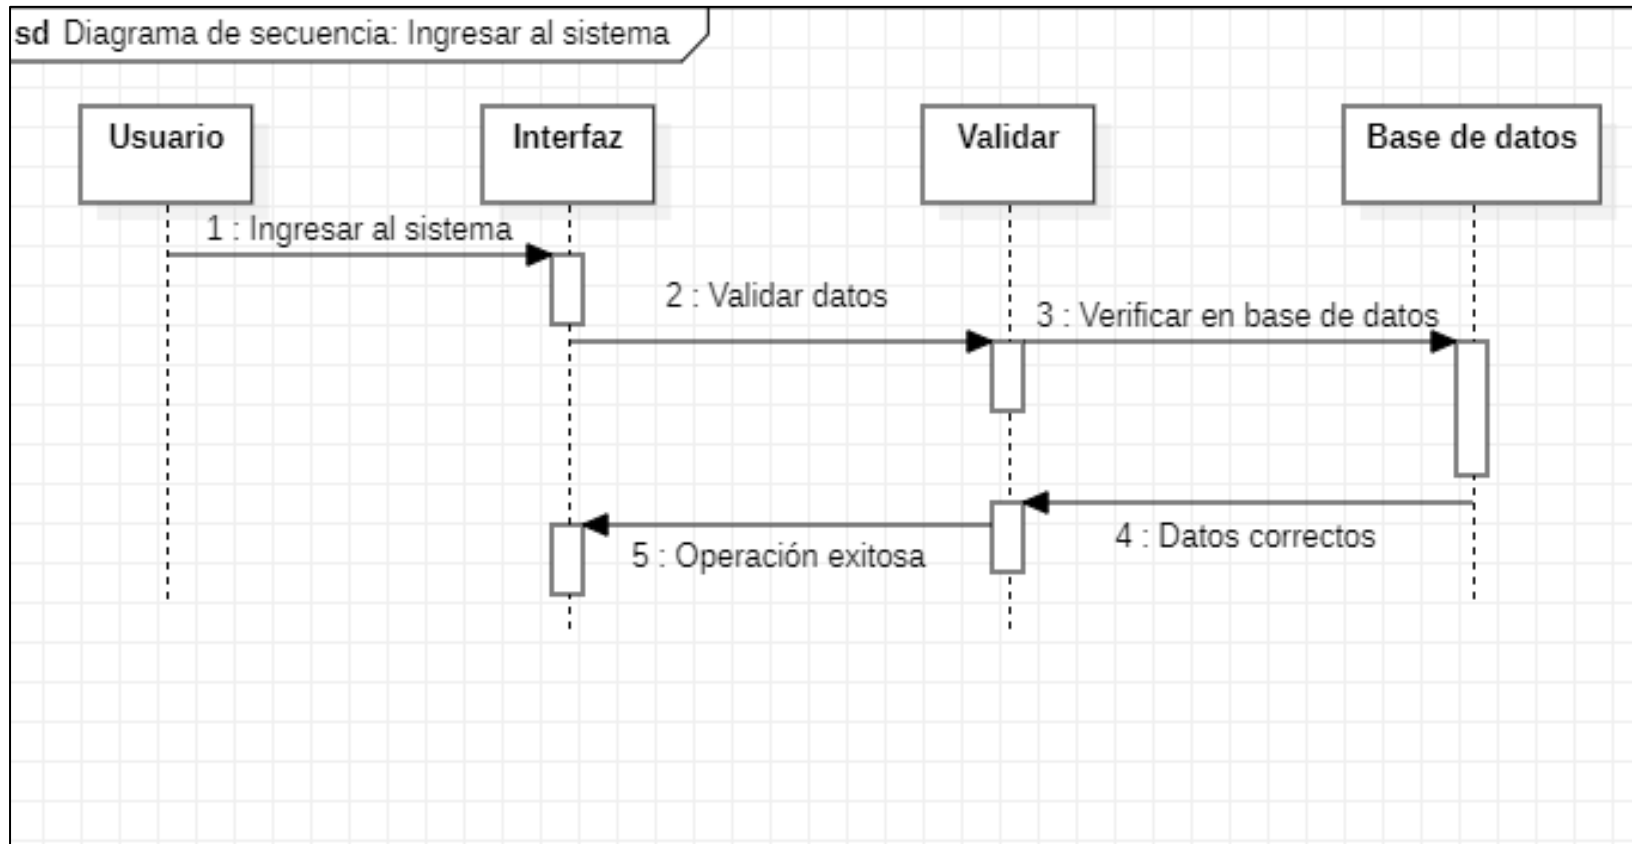 sd Diagrama de secuencia: Ingresar al sistema
Usuario
Interfaz
Validar
Base de datos
1 : Ingresar al sistema
2 : Validar datos
3 : Verificar en base de datos
4 : Datos correctos
5 : Operación exitosa